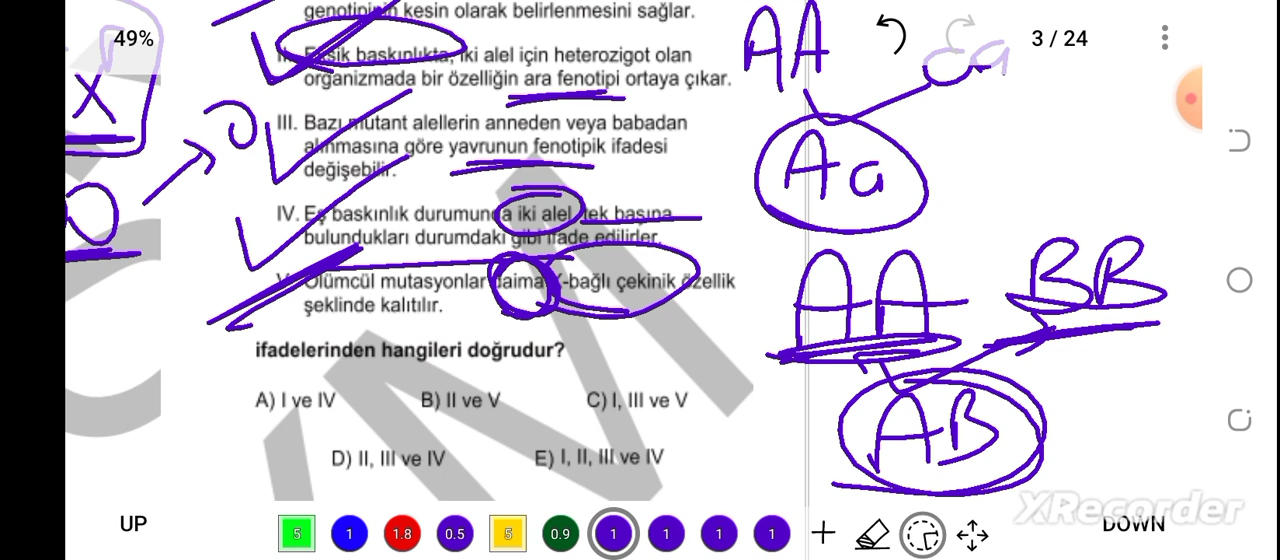 genotipinin kesin olarak belirlenmesini sağlar.
49%
3 / 24
AA
aa
II. Eksik baskınlıkta, iki alel için heterozigot olan
organizmada bir özelliğin ara fenotipi ortaya çıkar.
X
III. Bazı mutant alellerin anneden veya babadan
alınmasına göre yavrunun fenotipik ifadesi
değişebilir.
Aa
IV. Eş baskınlık durumunda iki alel, tek başına
bulundukları durumdaki gibi ifade edilirler.
V. Ölümcül mutasyonlar daima X-bağlı çekinik özellik
şeklinde kalıtılır.
AA
BB
ifadelerinden hangileri doğrudur?
A) I ve IV
B) II ve V
C) I, III ve V
AB
D) II, III ve IV
E) I, II, III ve IV
UP
5
1
1.8
0.5
5
0.9
1
1
1
1
XRecorder
DOWN